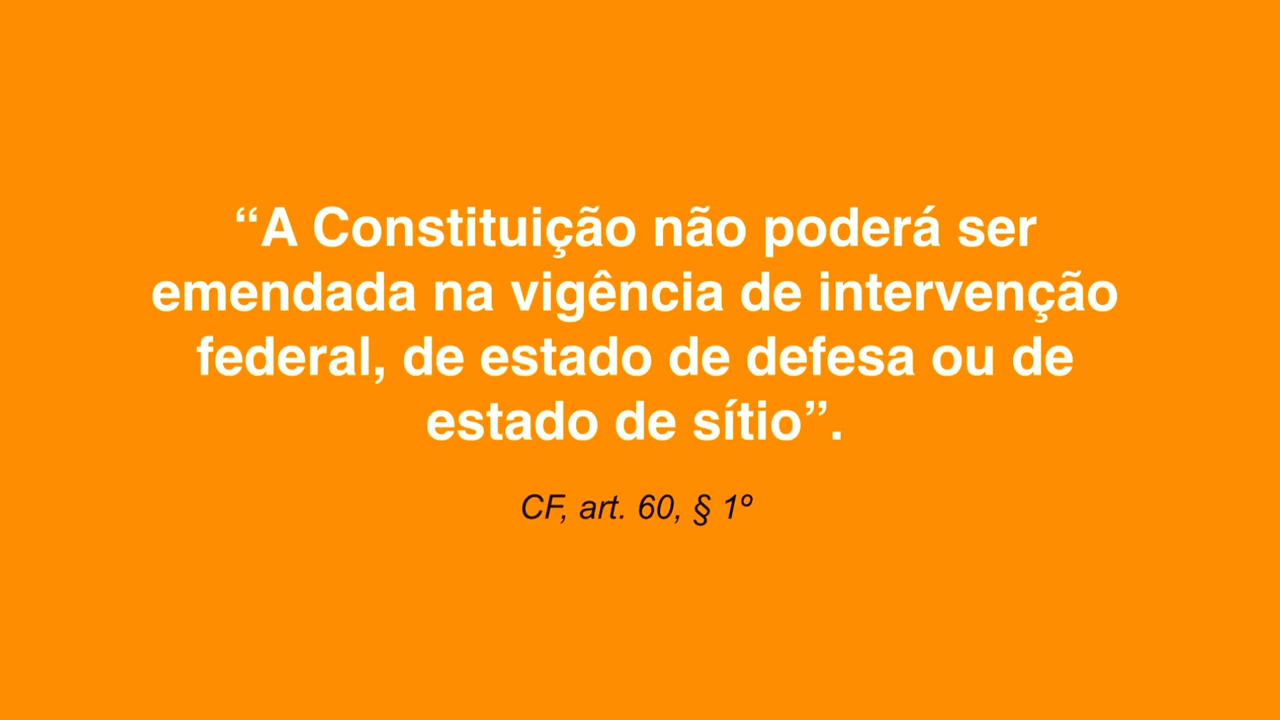 “A Constituição não poderá ser
emendada na vigência de intervenção
federal, de estado de defesa ou de
estado de sítio”.
CF, art. 60, § 1º